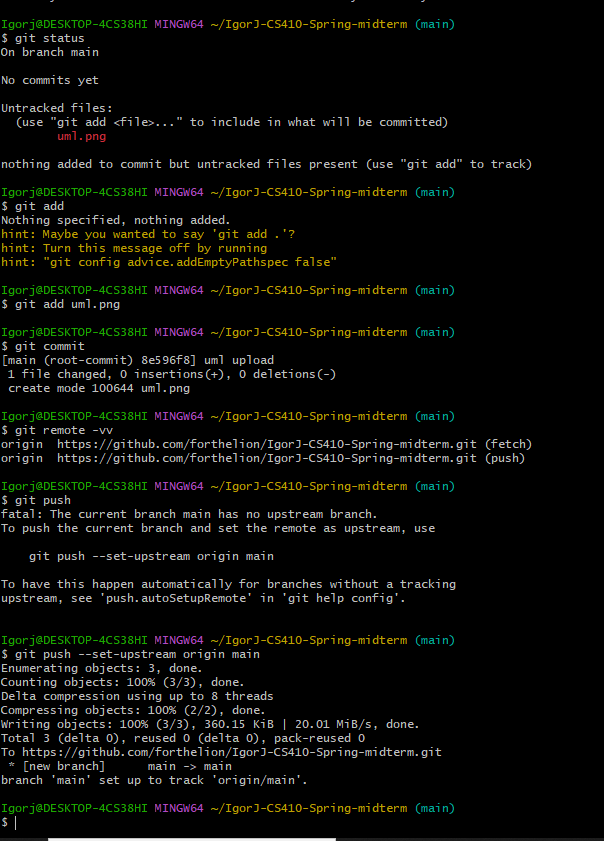 Igorj@DESKTOP-4CS38HI MINGW64 ~/IgorJ-CS410-Spring-midterm (main)
$ git status
On branch main

No commits yet

Untracked files:
  (use "git add <file>..." to include in what will be committed)
        uml.png

nothing added to commit but untracked files present (use "git add" to track)

Igorj@DESKTOP-4CS38HI MINGW64 ~/IgorJ-CS410-Spring-midterm (main)
$ git add
Nothing specified, nothing added.
hint: Maybe you wanted to say 'git add .'?
hint: Turn this message off by running
hint: "git config advice.addEmptyPathspec false"

Igorj@DESKTOP-4CS38HI MINGW64 ~/IgorJ-CS410-Spring-midterm (main)
$ git add uml.png

Igorj@DESKTOP-4CS38HI MINGW64 ~/IgorJ-CS410-Spring-midterm (main)
$ git commit
[main (root-commit) 8e596f8] uml upload
 1 file changed, 0 insertions(+), 0 deletions(-)
 create mode 100644 uml.png

Igorj@DESKTOP-4CS38HI MINGW64 ~/IgorJ-CS410-Spring-midterm (main)
$ git remote -vv
origin  https://github.com/forthelion/IgorJ-CS410-Spring-midterm.git (fetch)
origin  https://github.com/forthelion/IgorJ-CS410-Spring-midterm.git (push)

Igorj@DESKTOP-4CS38HI MINGW64 ~/IgorJ-CS410-Spring-midterm (main)
$ git push
fatal: The current branch main has no upstream branch.
To push the current branch and set the remote as upstream, use

    git push --set-upstream origin main

To have this happen automatically for branches without a tracking
upstream, see 'push.autoSetupRemote' in 'git help config'.


Igorj@DESKTOP-4CS38HI MINGW64 ~/IgorJ-CS410-Spring-midterm (main)
$ git push --set-upstream origin main
Enumerating objects: 3, done.
Counting objects: 100% (3/3), done.
Delta compression using up to 8 threads
Compressing objects: 100% (2/2), done.
Writing objects: 100% (3/3), 360.15 KiB | 20.01 MiB/s, done.
Total 3 (delta 0), reused 0 (delta 0), pack-reused 0
To https://github.com/forthelion/IgorJ-CS410-Spring-midterm.git
 * [new branch]      main -> main
branch 'main' set up to track 'origin/main'.

Igorj@DESKTOP-4CS38HI MINGW64 ~/IgorJ-CS410-Spring-midterm (main)
$